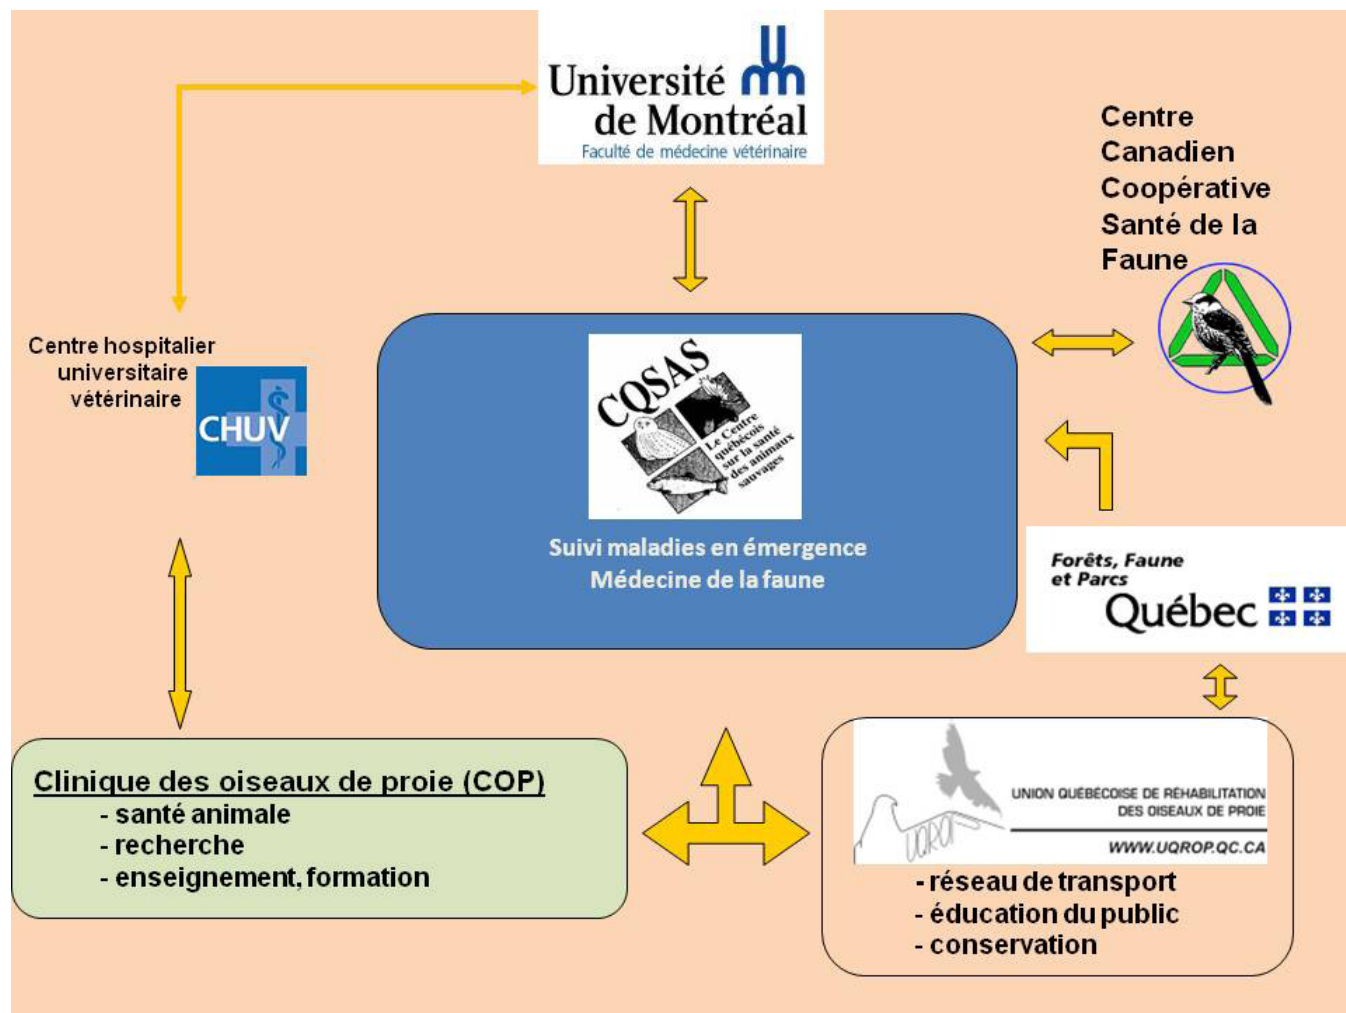 Université
de Montréal
Faculté de médecine vétérinaire
Centre
Canadien
Coopérative
Santé de la
Faune
Centre hospitalier
universitaire
vétérinaire
CHUV
CQSAS
Le Centre
québécois
sur la santé
des animaux
sauvages
Suivi maladies en émergence
Médecine de la faune
Forêts, Faune
et Parcs
Québec
Clinique des oiseaux de proie (COP)
- santé animale
- recherche
- enseignement, formation
UQROP
UNION QUÉBÉCOISE DE RÉHABILITATION
DES OISEAUX DE PROIE
WWW.UQROP.QC.CA
- réseau de transport
- éducation du public
- conservation